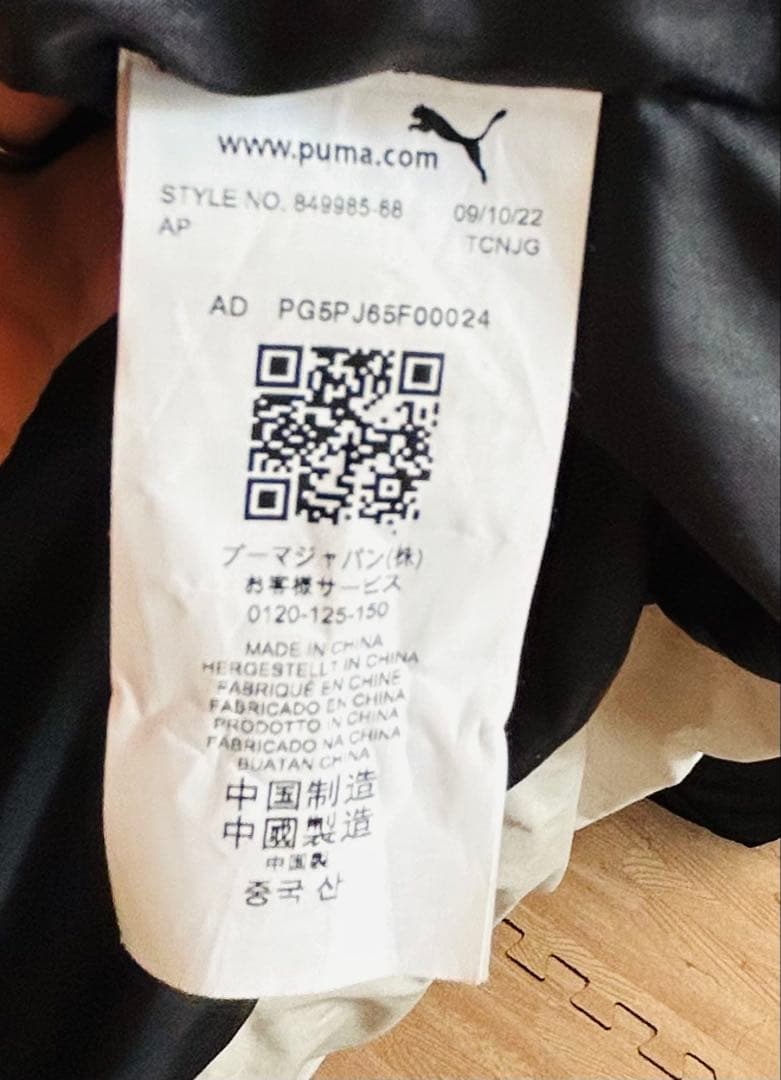 www.puma.com
STYLE NO. 849985-68 09/10/22
AP TCNJG
AD PG5PJ65F00024
プーマジャパン(株)
お客様サービス
0120-125-150
MADE IN CHINA
HERGESTELLT IN CHINA
FABRIQUÉ EN CHINE
FABRICADO EN CHINA
PRODOTTO IN CHINA
FABRICADO NA CHINA
BUATAN CHINA
中国制造
中國製造
中国製
중국 산